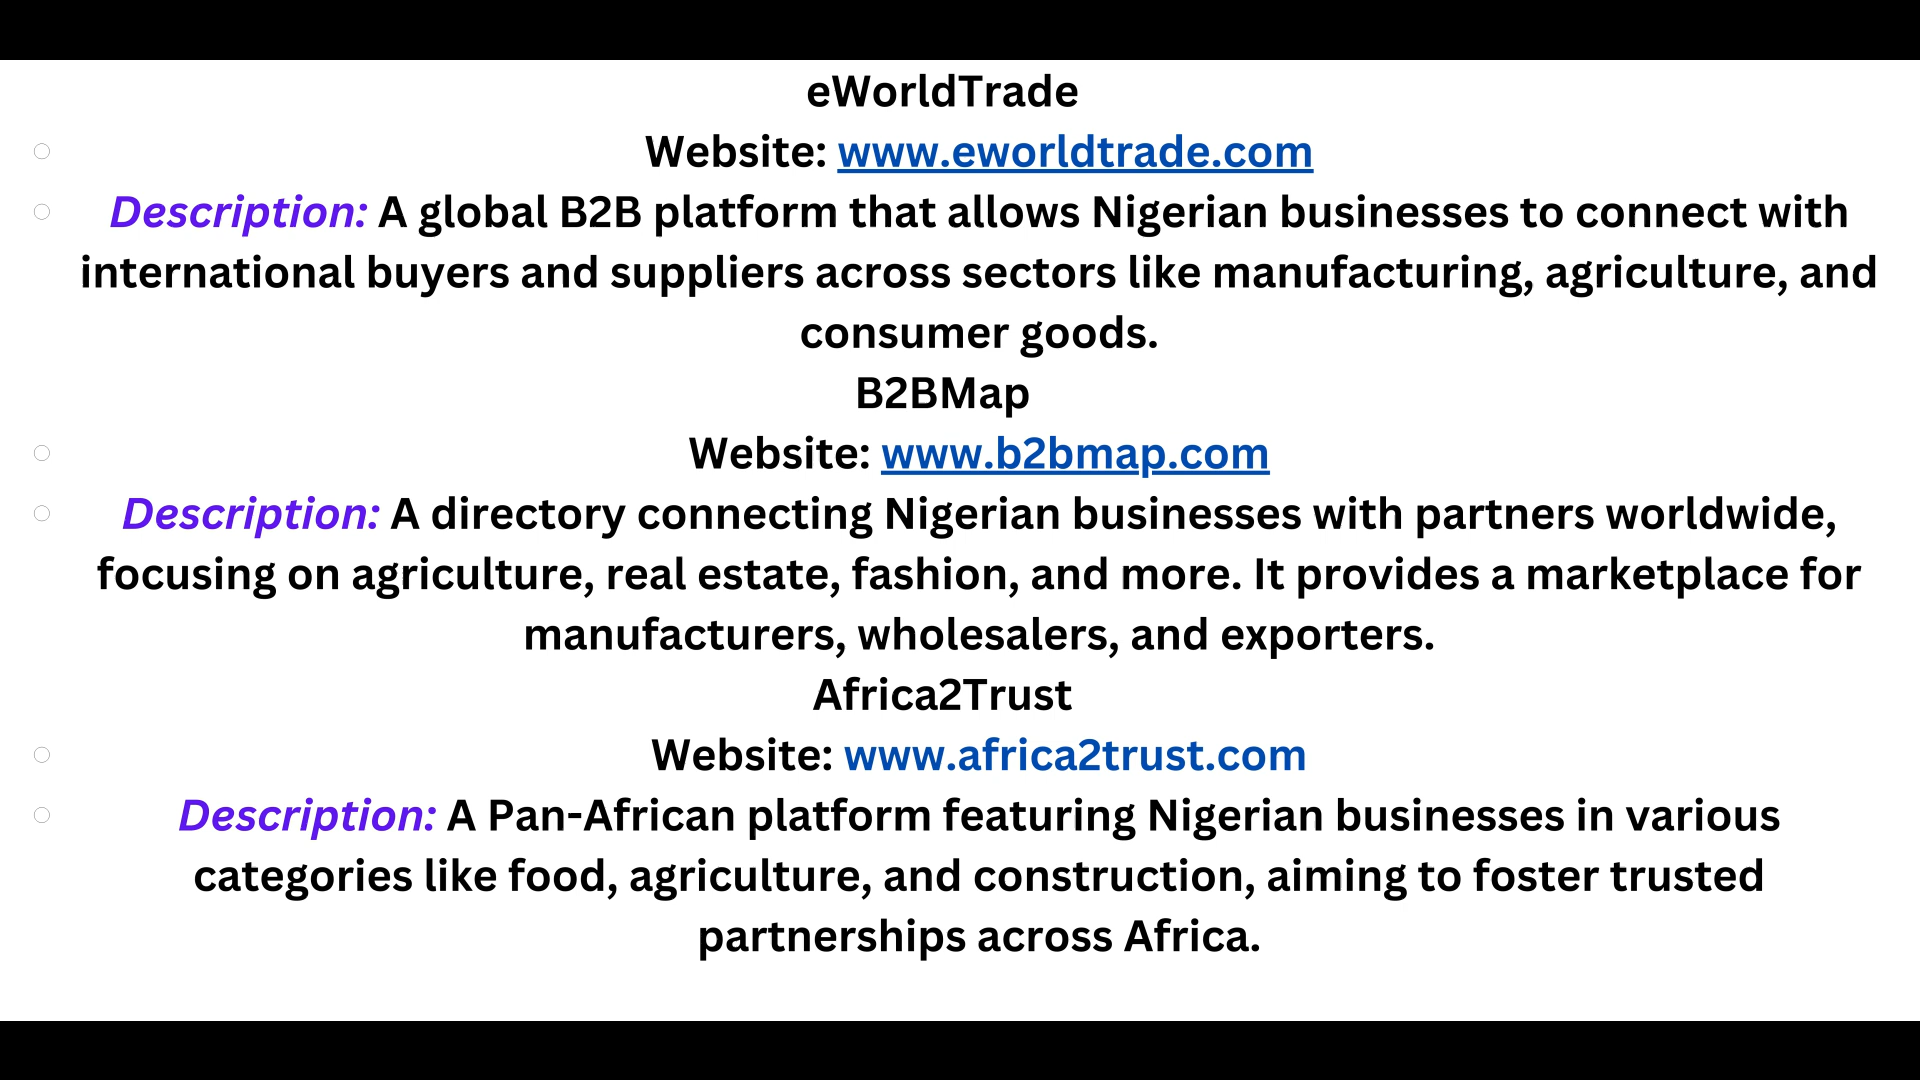 eWorldTrade
Website: www.eworldtrade.com
Description: A global B2B platform that allows Nigerian businesses to connect with
international buyers and suppliers across sectors like manufacturing, agriculture, and
consumer goods.
B2BMap
Website: www.b2bmap.com
Description: A directory connecting Nigerian businesses with partners worldwide,
focusing on agriculture, real estate, fashion, and more. It provides a marketplace for
manufacturers, wholesalers, and exporters.
Africa2Trust
Website: www.africa2trust.com
Description: A Pan-African platform featuring Nigerian businesses in various
categories like food, agriculture, and construction, aiming to foster trusted
partnerships across Africa.